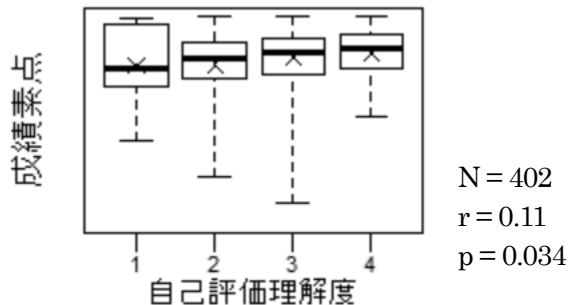 成績素点
N = 402
r = 0.11
p = 0.034
1 2 3 4
自己評価理解度